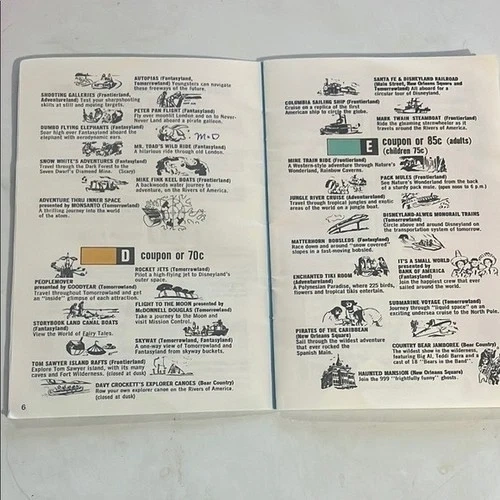 AUTOPIAS (Fantasyland,
Tomorrowland) Youngsters can navigate
these freeways of the future.
SHOOTING GALLERIES (Frontierland,
Adventureland) Test your sharpshooting
skills at still and moving targets.
PETER PAN FLIGHT (Fantasyland)
Fly over moonlit London and on to Never-
Never Land aboard a pirate galleon.
DUMBO FLYING ELEPHANTS (Fantasyland)
Soar high over Fantasyland aboard the
elephant with aerodynamic ears.
MR. TOAD'S WILD RIDE (Fantasyland)
A hilarious ride through old London.
SNOW WHITE'S ADVENTURES (Fantasyland)
Travel through the Dark Forest to the
Seven Dwarf's Diamond Mine. (Scary)
MIKE FINK KEEL BOATS (Frontierland)
A backwoods water journey to
adventure, on the Rivers of America.
ADVENTURE THRU INNER SPACE
presented by MONSANTO (Tomorrowland)
A thrilling journey into the world
of the atom.
D coupon or 70c
ROCKET JETS (Tomorrowland)
Pilot a high-flying jet to Disneyland's
outer space.
PEOPLEMOVER
presented by GOODYEAR (Tomorrowland)
Travel throughout Tomorrowland and get
an "inside" glimpse of each attraction.
FLIGHT TO THE MOON presented by
McDONNELL DOUGLAS (Tomorrowland)
Take a journey to the Moon and
visit Mission Control.
STORYBOOK LAND CANAL BOATS
(Fantasyland)
View the World of Fairy Tales.
SKYWAY (Tomorrowland, Fantasyland)
one-way view of Tomorrowland and
Fantasyland from skyway buckets.
TOM SAWYER ISLAND RAFTS (Frontierland)
Explore Tom Sawyer Island, with its many
caves and Fort Wilderness. (closed at dusk)
DAVY CROCKETT'S EXPLORER CANOES (Bear Country)
Row your own explorer canoe on the Rivers of America.
(closed at dusk)
6
SANTA FE & DISNEYLAND RAILROAD
(Main Street, New Orleans Square and
Tomorrowland) All aboard for a
circular tour of Disneyland.
COLUMBIA SAILING SHIP (Frontierland)
Cruise on a replica of the first
American ship to circle the globe.
MARK TWAIN STEAMBOAT (Frontierland)
Ride the gleaming sternwheeler as it
travels around the Rivers of America.
E coupon or 85c (adults)
(children 75c)
MINE TRAIN RIDE (Frontierland)
A Western-style adventure through Nature's
Wonderland, Rainbow Caverns.
PACK MULES (Frontierland)
See Nature's Wonderland from the back
of a sturdy pack mule. (open noon to 6 p.m.)
JUNGLE RIVER CRUISE (Adventureland)
Travel through tropical jungles and exotic
areas of the world on a jungle boat.
DISNEYLAND-ALWEG MONORAIL TRAINS
(Tomorrowland)
Circle above and around Disneyland on
the transportation system of tomorrow.
MATTERHORN BOBSLEDS (Fantasyland)
Race down and around "snow covered"
slopes in a fast-moving bobsled.
IT'S A SMALL WORLD
presented by
BANK OF AMERICA
(Fantasyland)
Join the happiest crew that ever
sailed around the world.
ENCHANTED TIKI ROOM
(Adventureland)
A Polynesian Paradise, where 225 birds,
flowers and tropical tikis entertain.
SUBMARINE VOYAGE (Tomorrowland)
Journey through "liquid space" on an
exciting undersea cruise to the North Pole.
PIRATES OF THE CARIBBEAN
(New Orleans Square)
Sail through the wildest adventure
that ever rocked the
Spanish Main.
COUNTRY BEAR JAMBOREE (Bear Country)
The wildest show in the wilderness,
featuring Big Al, Teddi Barra and a
cast of 18 "Bears in the Band".
HAUNTED MANSION (New Orleans Square)
Join the 999 "frightfully funny" ghosts.